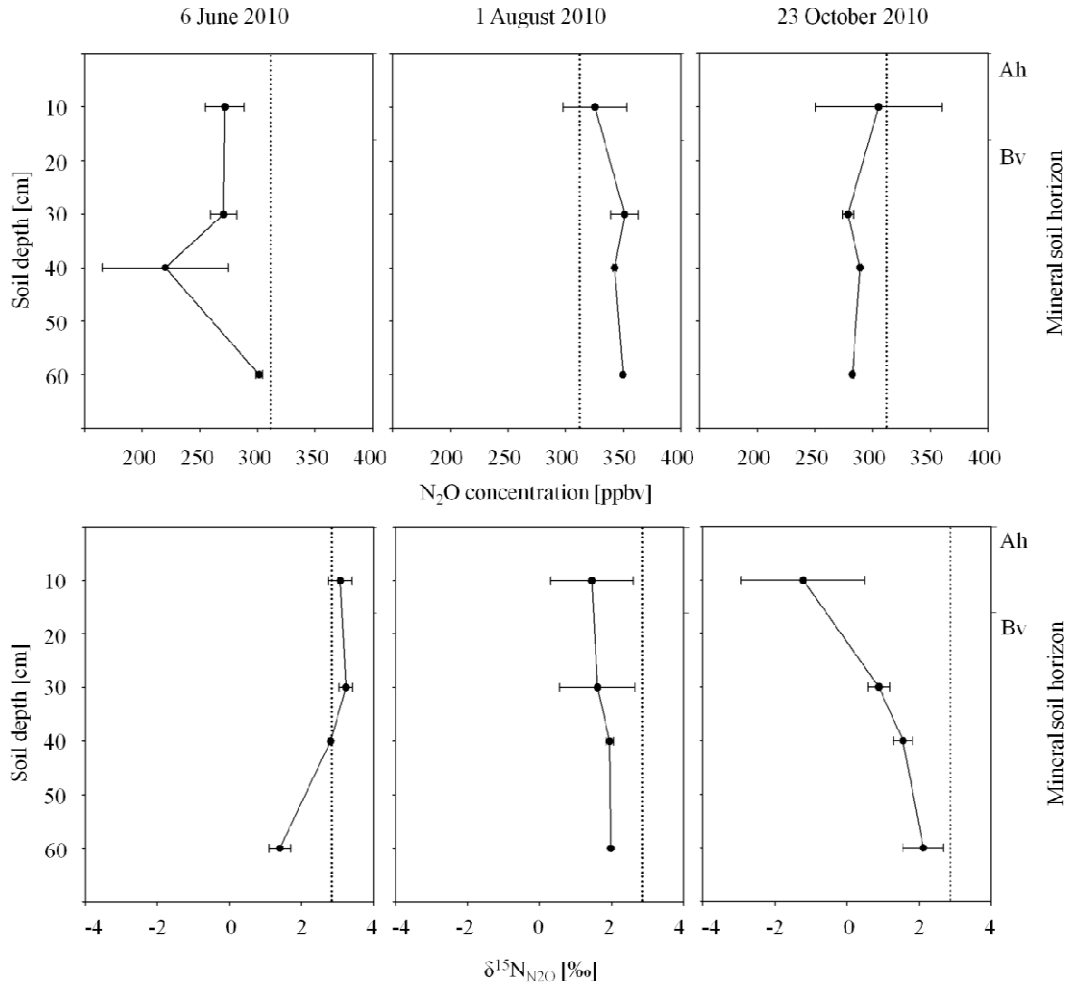 6 June 2010 1 August 2010 23 October 2010
Ah
10
Bv
20
30
40
50
60
Soil depth [cm]
Mineral soil horizon
200 250 300 350 400 200 250 300 350 400 200 250 300 350 400
N₂O concentration [ppbv]
Ah
10
Bv
20
30
40
50
60
Soil depth [cm]
Mineral soil horizon
-4 -2 0 2 4 -4 -2 0 2 4 -4 -2 0 2 4
δ¹⁵N_N2O [‰]